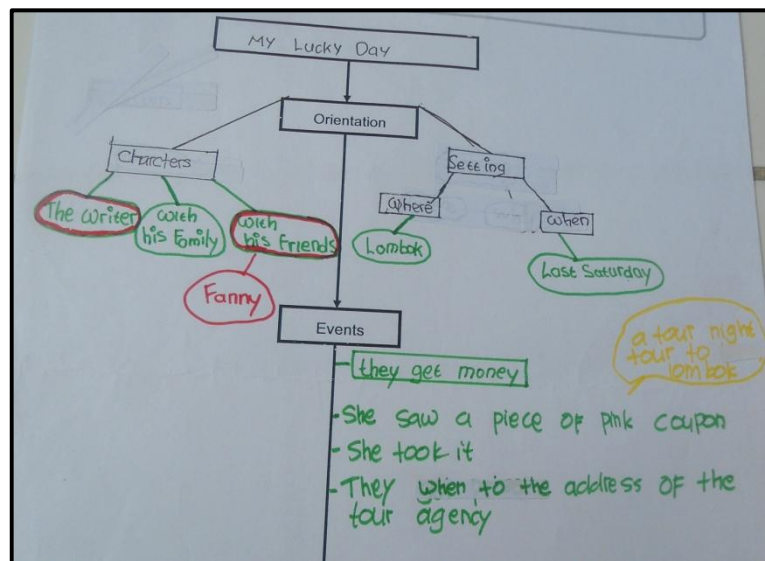 My Lucky Day
Orientation
Charcters
Setting
The writer
with
his Family
with
his Friends
Fanny
Where
when
Lombok
Last Saturday
Events
a tour night
tour to
lombok
they get money
- She saw a piece of pink coupon
- She took it
- They when to the address of the
tour agency